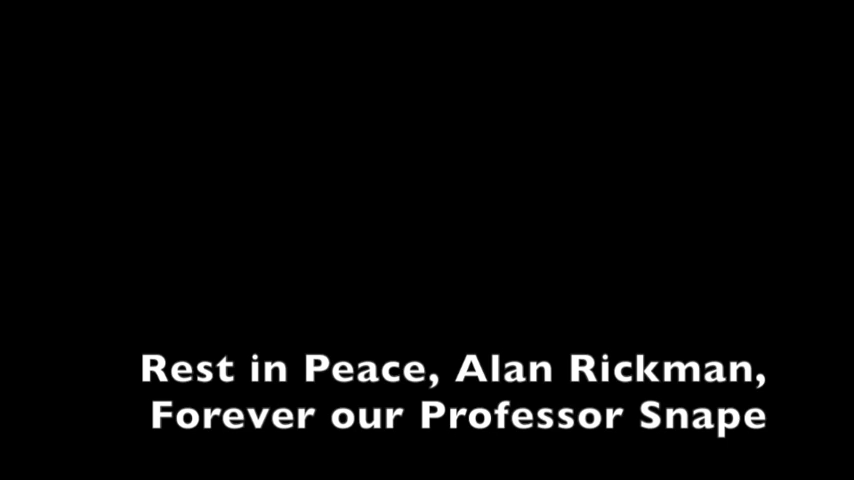 Rest in Peace, Alan Rickman,
Forever our Professor Snape